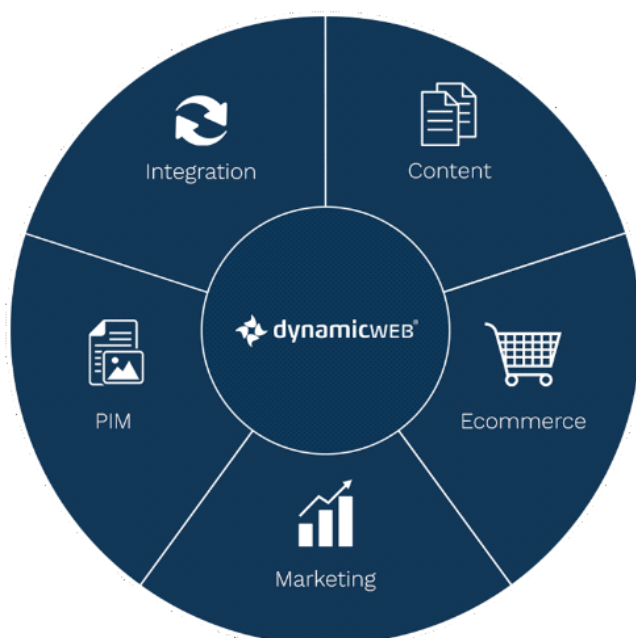 Integration
Content
dynamicWEB®
PIM
Ecommerce
Marketing